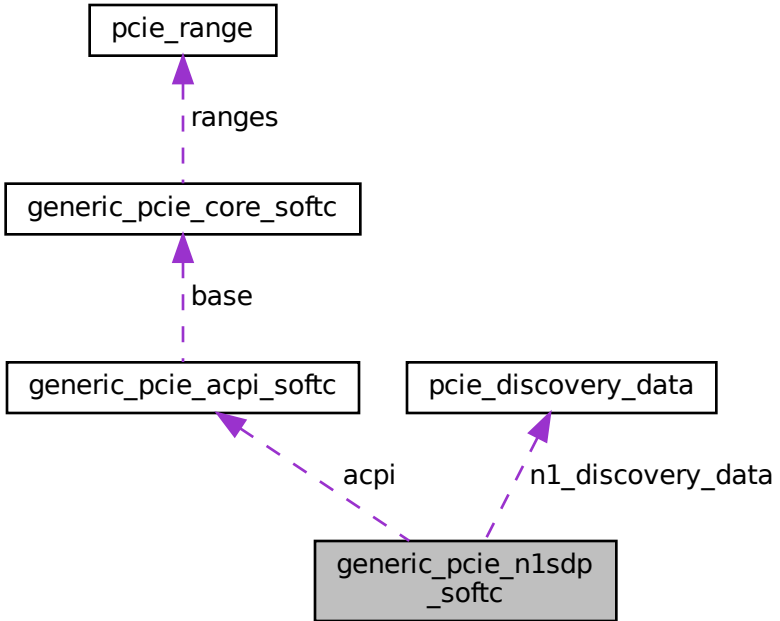 pcie_range
ranges
generic_pcie_core_softc
base
generic_pcie_acpi_softc
pcie_discovery_data
acpi
n1_discovery_data
generic_pcie_n1sdp
_softc